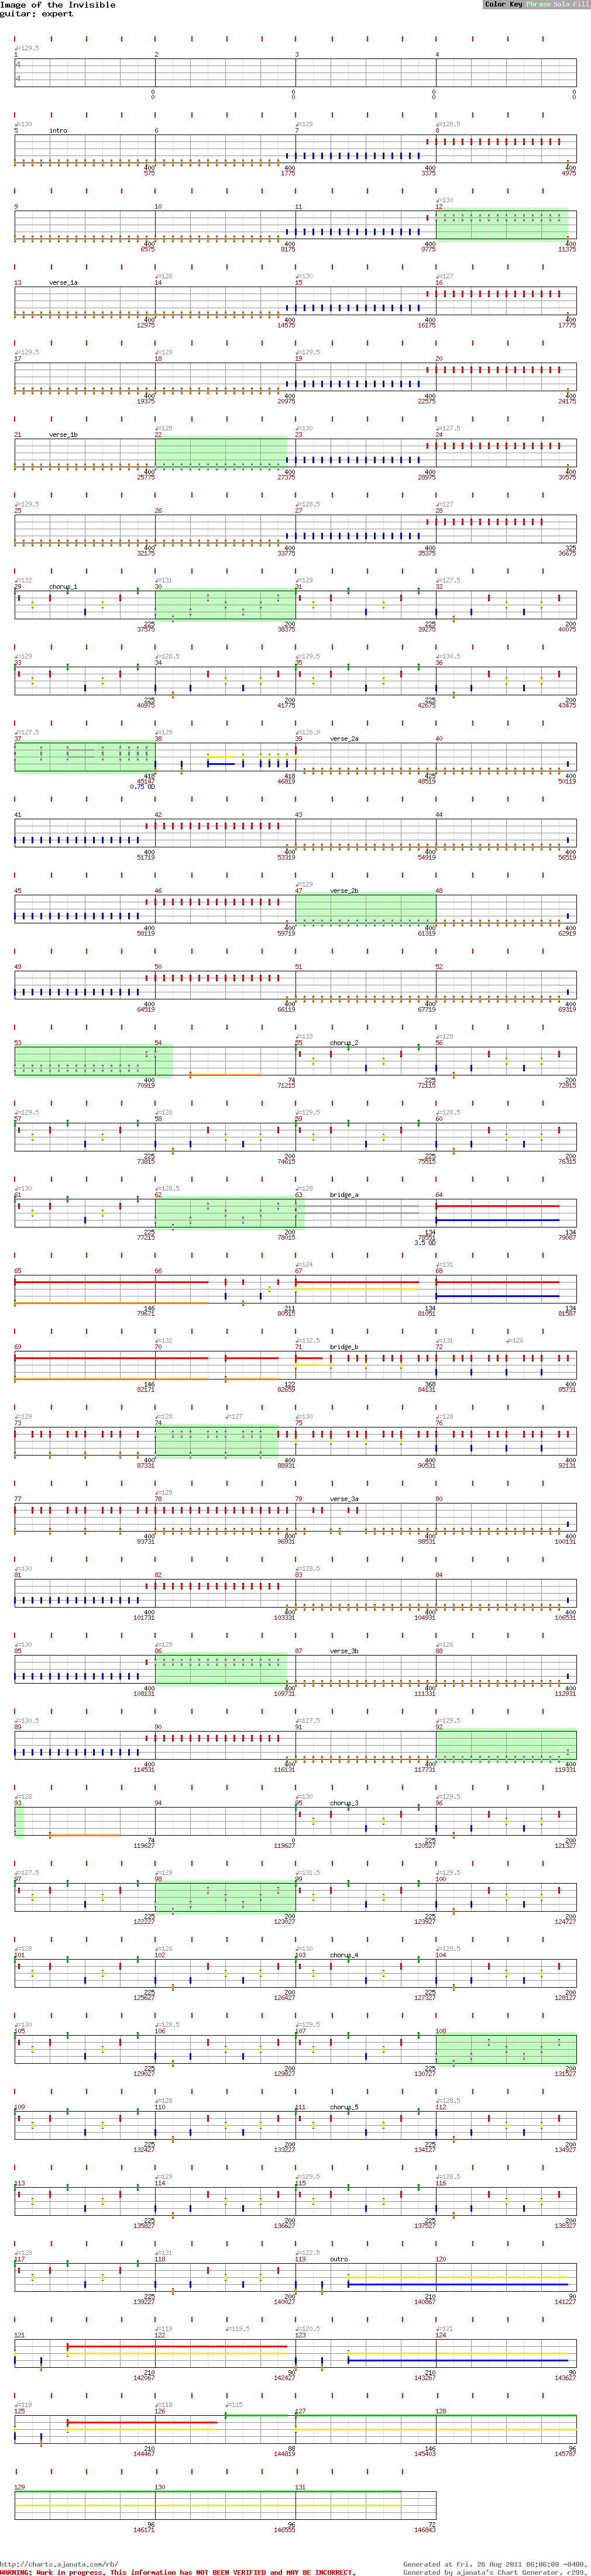 Image of the Invisible
guitar: expert
Color Key Phrase Solo Fill
♩=129.5
1 2 3 4
4
4
0 0 0 0
0 0 0 0
♩=130 ♩=129 ♩=128.5
5 intro 6 7 8
400 400 400 400
575 1775 3375 4975
♩=130
9 10 11 12
400 400 400 400
6575 8175 9775 11375
♩=128 ♩=130 ♩=127
13 verse_1a 14 15 16
400 400 400 400
12975 14575 16175 17775
♩=129.5 ♩=129 ♩=129.5
17 18 19 20
400 400 400 400
19375 20975 22575 24175
♩=128 ♩=130 ♩=127.5
21 verse_1b 22 23 24
400 400 400 400
25775 27375 28975 30575
♩=129.5 ♩=128.5 ♩=127
25 26 27 28
400 400 400 325
32175 33775 35375 36675
♩=132 ♩=131 ♩=129 ♩=127.5
29 chorus_1 30 31 32
225 200 225 200
37575 38375 39275 40075
♩=129 ♩=128.5 ♩=129.5 ♩=130.5
33 34 35 36
225 200 225 200
40975 41775 42675 43475
♩=127.5 ♩=129 ♩=128.9
37 38 39 verse_2a 40
418 418 425 400
45147 46819 48519 50119
0.75 OD
41 42 43 44
400 400 400 400
51719 53319 54919 56519
♩=129
45 46 47 verse_2b 48
400 400 400 400
58119 59719 61319 62919
49 50 51 52
400 400 400 400
64519 66119 67719 69319
♩=133 ♩=128
53 54 55 chorus_2 56
400 74 225 200
70919 71215 72115 72915
♩=129.5 ♩=128 ♩=129.5 ♩=128.5
57 58 59 60
225 200 225 200
73815 74615 75515 76315
♩=130 ♩=128.5 ♩=128
61 62 63 bridge_a 64
225 200 134 134
77215 78015 78551 79087
3.5 OD
♩=124 ♩=131
65 66 67 68
146 211 134 134
79671 80515 81051 81587
♩=132 ♩=132.5 ♩=131 ♩=126
69 70 71 bridge_b 72
146 122 368 400
82171 82659 84131 85731
♩=129 ♩=128 ♩=127 ♩=130 ♩=128
73 74 75 76
400 400 400 400
87331 88931 90531 92131
♩=129
77 78 79 verse_3a 80
400 800 400 400
93731 96931 98531 100131
♩=130 ♩=128.5
81 82 83 84
400 400 400 400
101731 103331 104931 106531
♩=130 ♩=129 ♩=126
85 86 87 verse_3b 88
400 400 400 400
108131 109731 111331 112931
♩=130.5 ♩=127.5 ♩=129.5
89 90 91 92
400 400 400 400
114531 116131 117731 119331
♩=128 ♩=130 ♩=129.5
93 94 95 chorus_3 96
74 0 225 200
119627 119627 120527 121327
♩=127.5 ♩=129 ♩=131.5 ♩=129.5
97 98 99 100
225 200 225 200
122227 123027 123927 124727
♩=128 ♩=126 ♩=130 ♩=129.5
101 102 103 chorus_4 104
225 200 225 200
125627 126427 127327 128127
♩=130 ♩=128.5 ♩=129.5
105 106 107 108
225 200 225 200
129027 129827 130727 131527
♩=128 ♩=128.5
109 110 111 chorus_5 112
225 200 225 200
132427 133227 134127 134927
♩=129 ♩=129.5 ♩=128.5
113 114 115 116
225 200 225 200
135827 136627 137527 138327
♩=128 ♩=131 ♩=122.5
117 118 119 outro 120
225 200 210 90
139227 140027 140867 141227
♩=119 ♩=119.5 ♩=120.5 ♩=121
121 122 123 124
210 90 210 90
142067 142427 143267 143627
♩=119 ♩=118 ♩=115
125 126 127 128
210 88 146 96
144467 144819 145403 145787
129 130 131
96 96 72
146171 146555 146843
http://charts.ajanata.com/rb/ Generated at Fri, 26 Aug 2011 06:06:09 -0400.
WARNING: Work in progress. This information has NOT BEEN VERIFIED and MAY BE INCORRECT. Generated by ajanata's Chart Generator, r299.